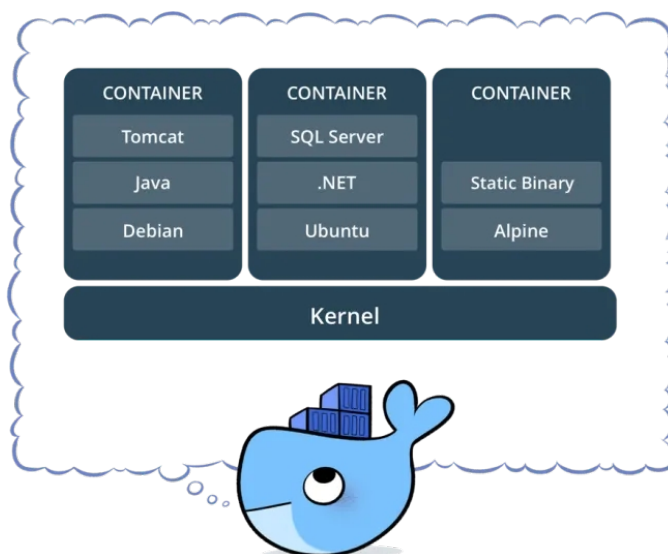 CONTAINER
Tomcat
Java
Debian
CONTAINER
SQL Server
.NET
Ubuntu
CONTAINER
Static Binary
Alpine
Kernel